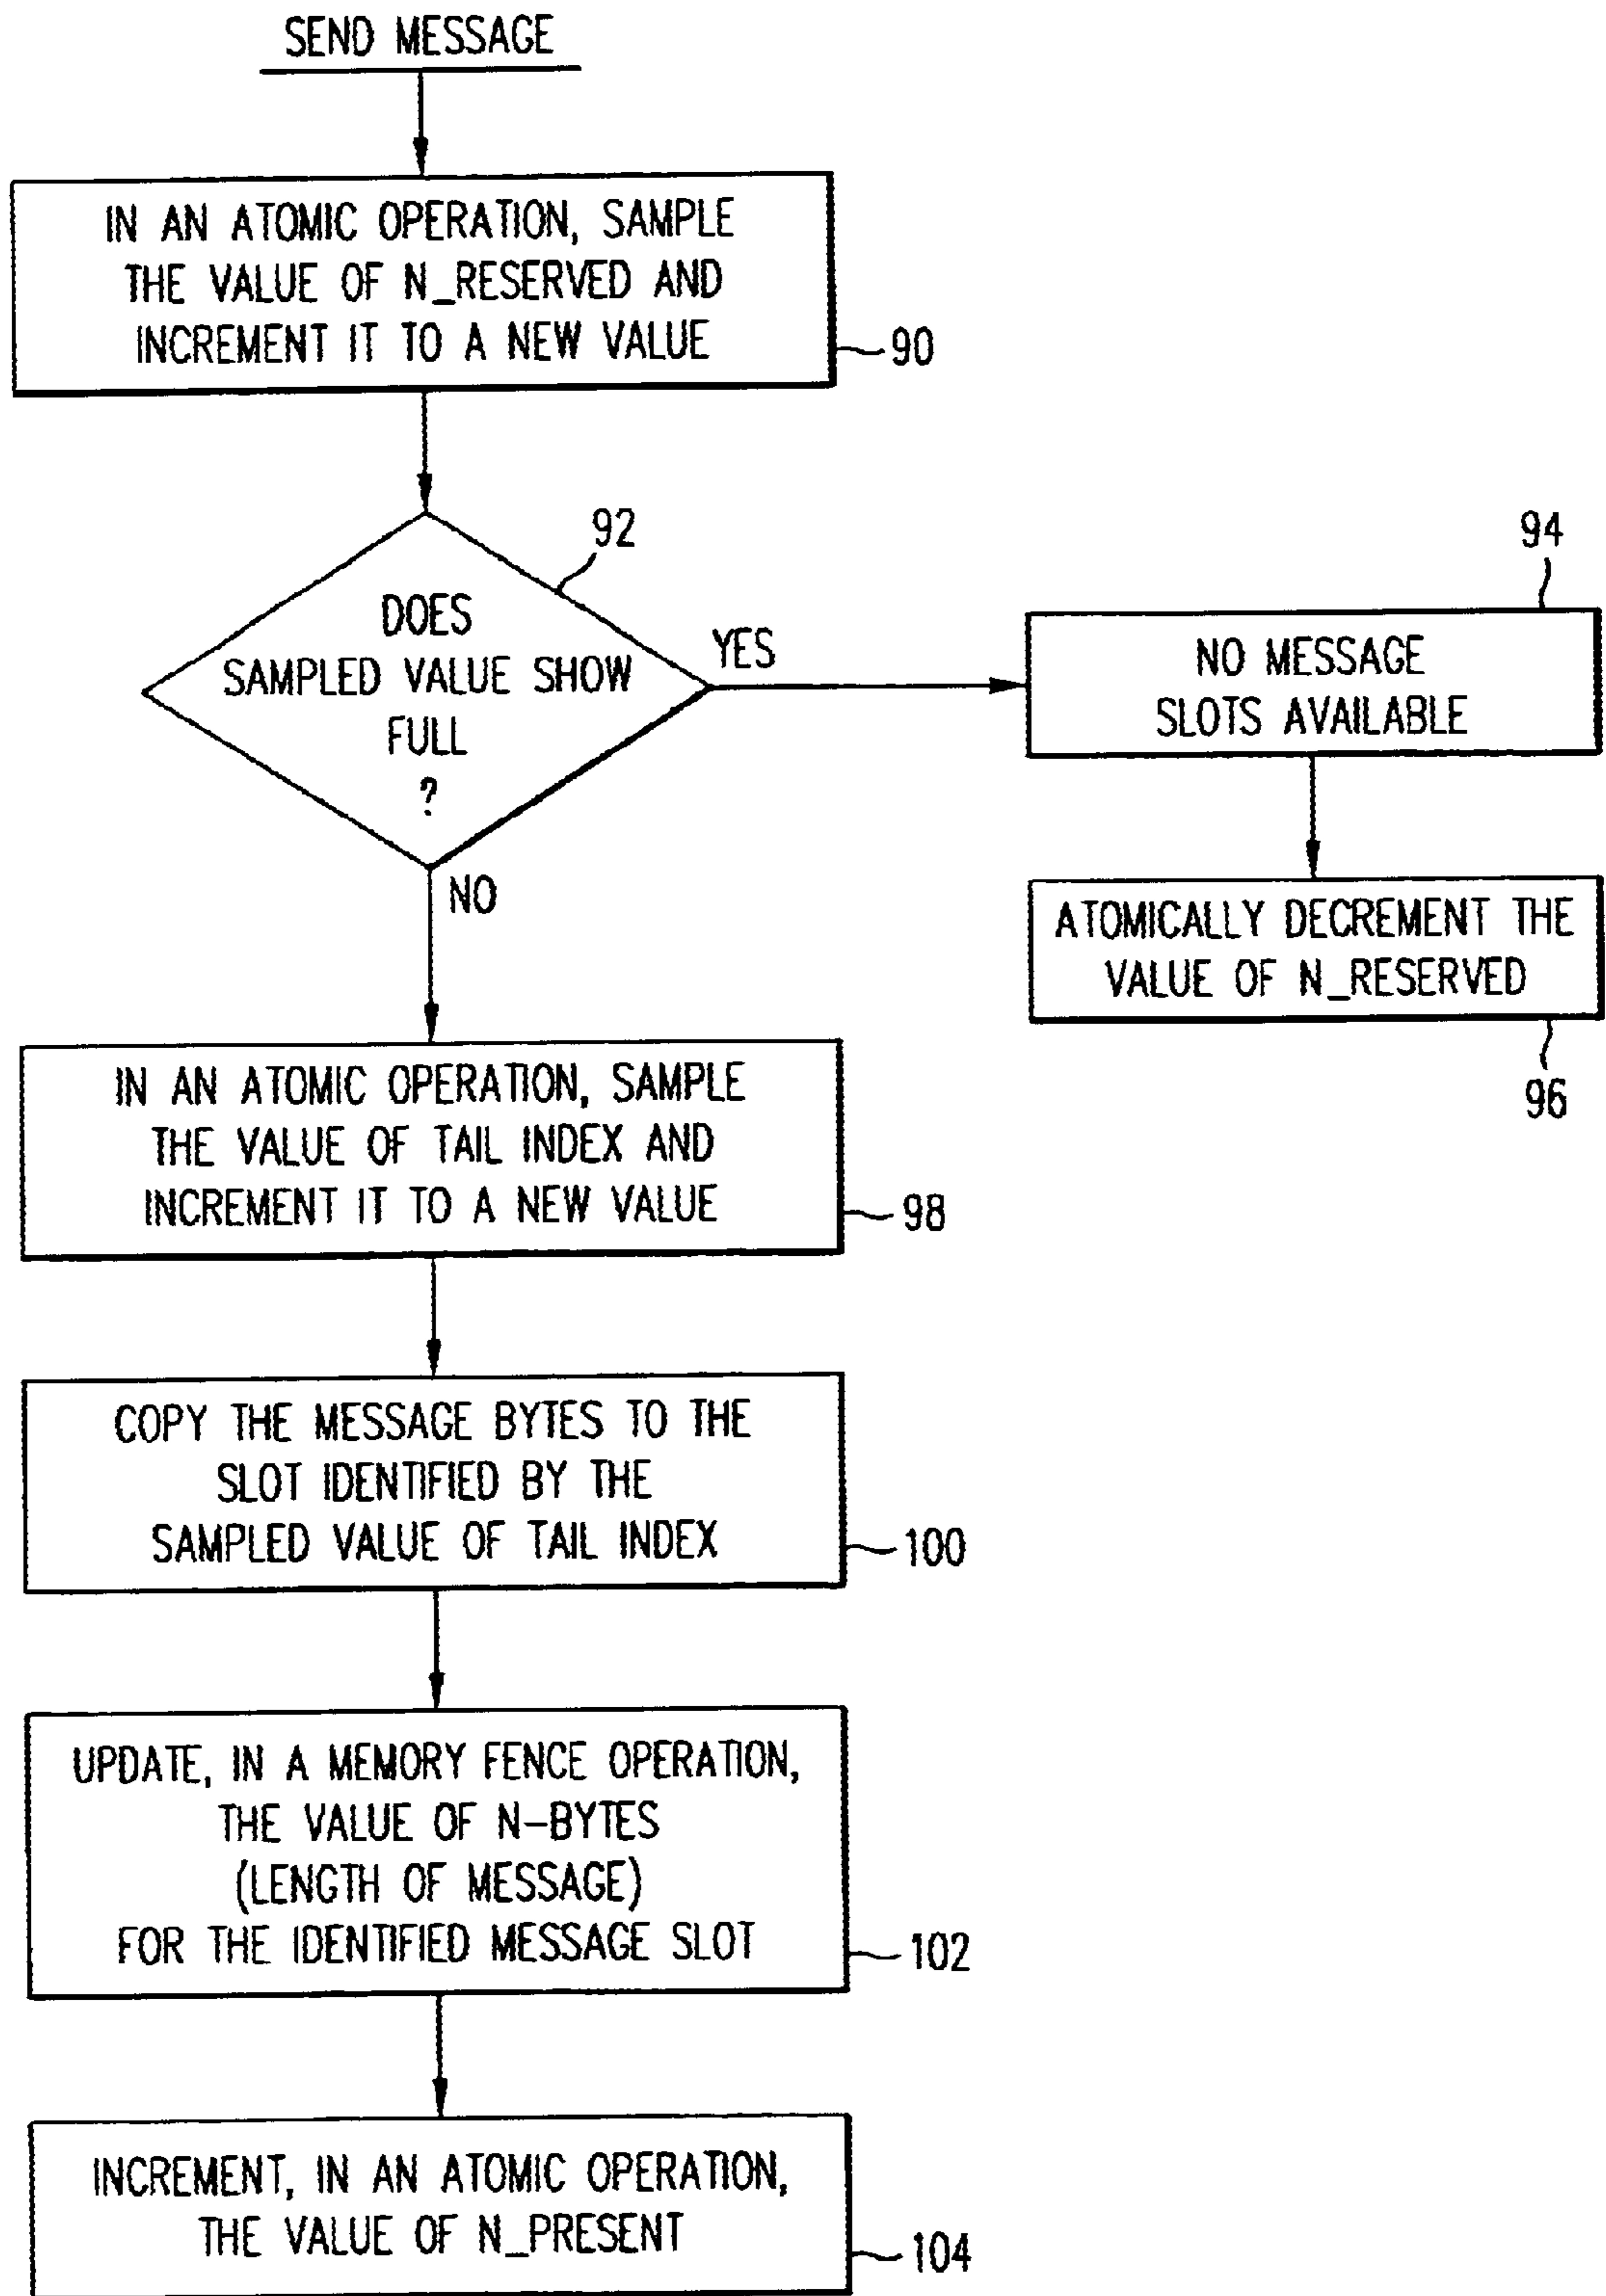 SEND MESSAGE
IN AN ATOMIC OPERATION, SAMPLE
THE VALUE OF N_RESERVED AND
INCREMENT IT TO A NEW VALUE
90
92
DOES
SAMPLED VALUE SHOW
FULL
?
YES
NO
94
NO MESSAGE
SLOTS AVAILABLE
ATOMICALLY DECREMENT THE
VALUE OF N_RESERVED
96
IN AN ATOMIC OPERATION, SAMPLE
THE VALUE OF TAIL INDEX AND
INCREMENT IT TO A NEW VALUE
98
COPY THE MESSAGE BYTES TO THE
SLOT IDENTIFIED BY THE
SAMPLED VALUE OF TAIL INDEX
100
UPDATE, IN A MEMORY FENCE OPERATION,
THE VALUE OF N-BYTES
(LENGTH OF MESSAGE)
FOR THE IDENTIFIED MESSAGE SLOT
102
INCREMENT, IN AN ATOMIC OPERATION,
THE VALUE OF N_PRESENT
104